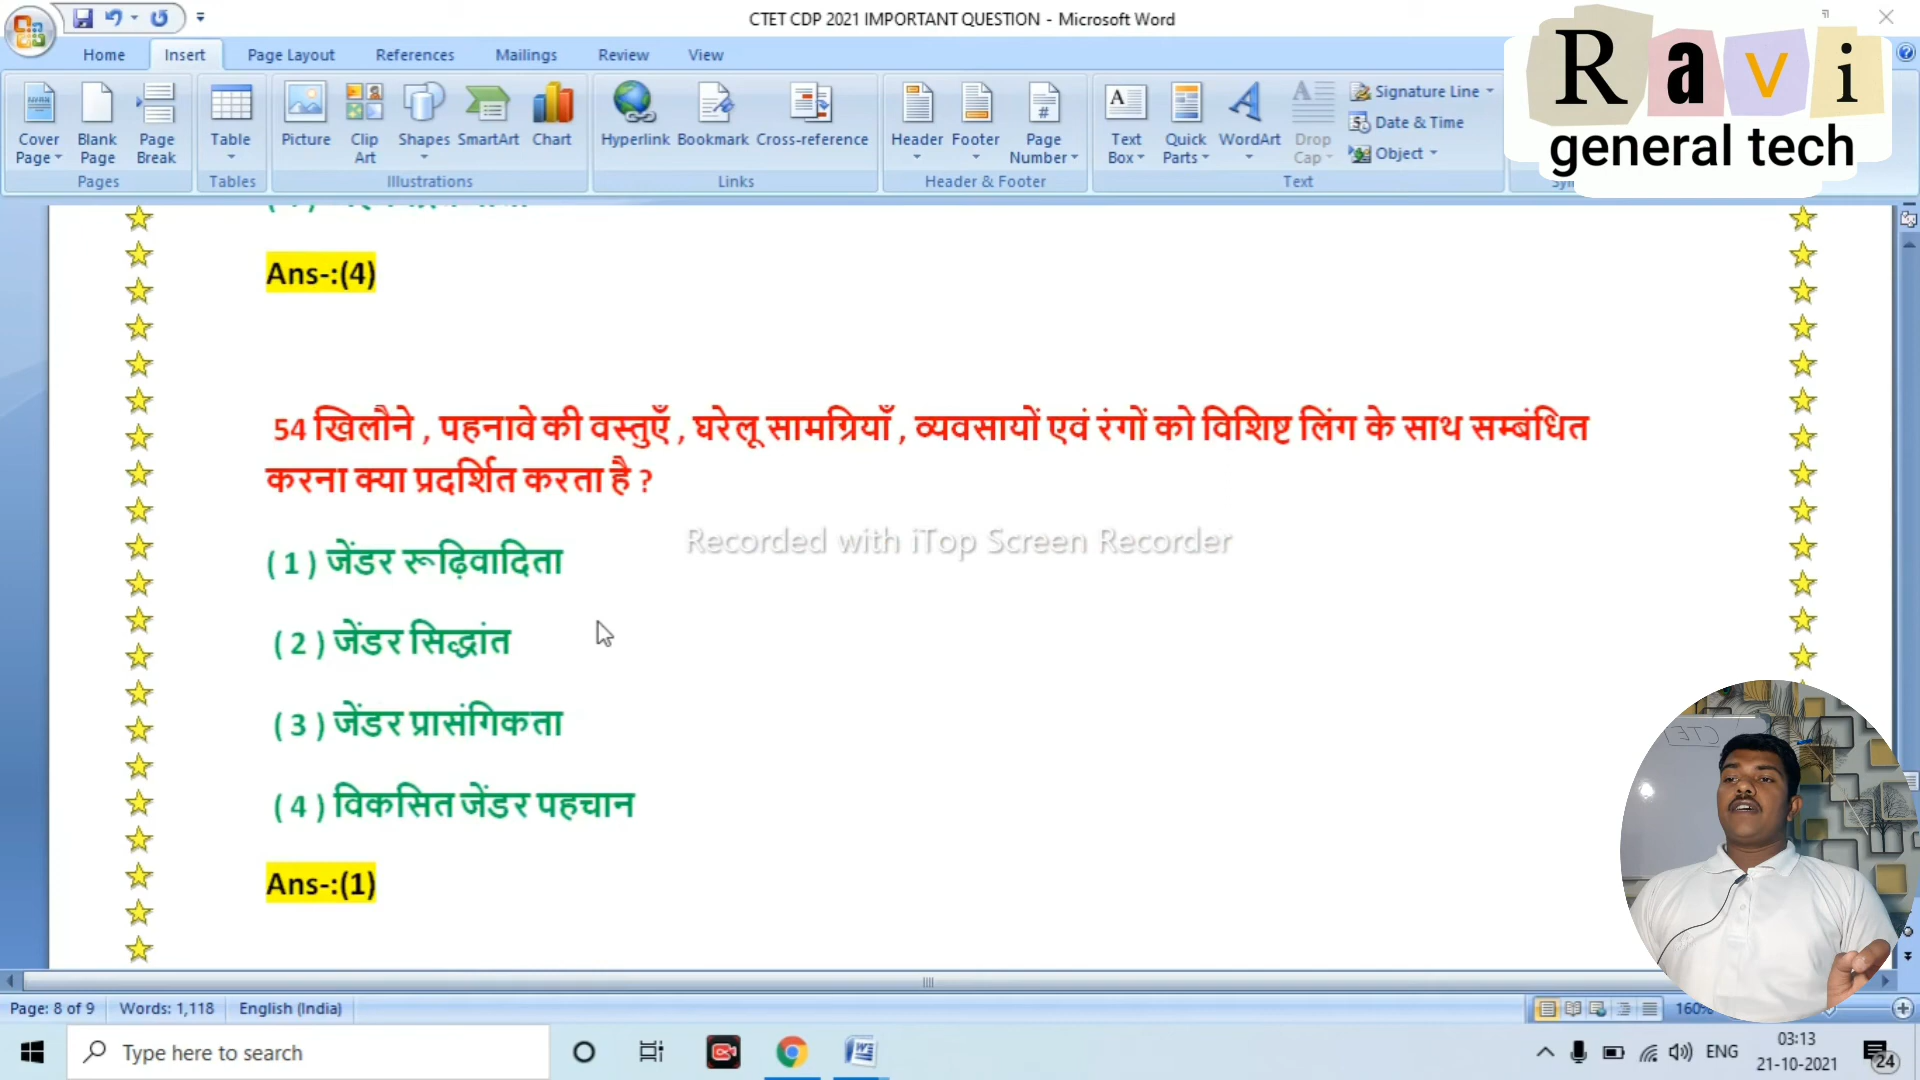 CTET CDP 2021 IMPORTANT QUESTION - Microsoft Word
Home Insert Page Layout References Mailings Review View
Cover Page
Blank Page
Page Break
Table
Picture
Clip Art
Shapes
SmartArt
Chart
Hyperlink
Bookmark
Cross-reference
Header
Footer
Page Number
Text Box
Quick Parts
WordArt
Drop Cap
Signature Line
Date & Time
Object
Pages Tables Illustrations Links Header & Footer Text
Ravi
general tech
Ans-:(4)
54 खिलौने , पहनावे की वस्तुएँ , घरेलू सामग्रियाँ , व्यवसायों एवं रंगों को विशिष्ट लिंग के साथ सम्बंधित
करना क्या प्रदर्शित करता है ?
Recorded with iTop Screen Recorder
( 1 ) जेंडर रूढ़िवादिता
( 2 ) जेंडर सिद्धांत
( 3 ) जेंडर प्रासंगिकता
( 4 ) विकसित जेंडर पहचान
Ans-:(1)
Page: 8 of 9 Words: 1,118 English (India) 160%
Type here to search
ENG
03:13
21-10-2021
24